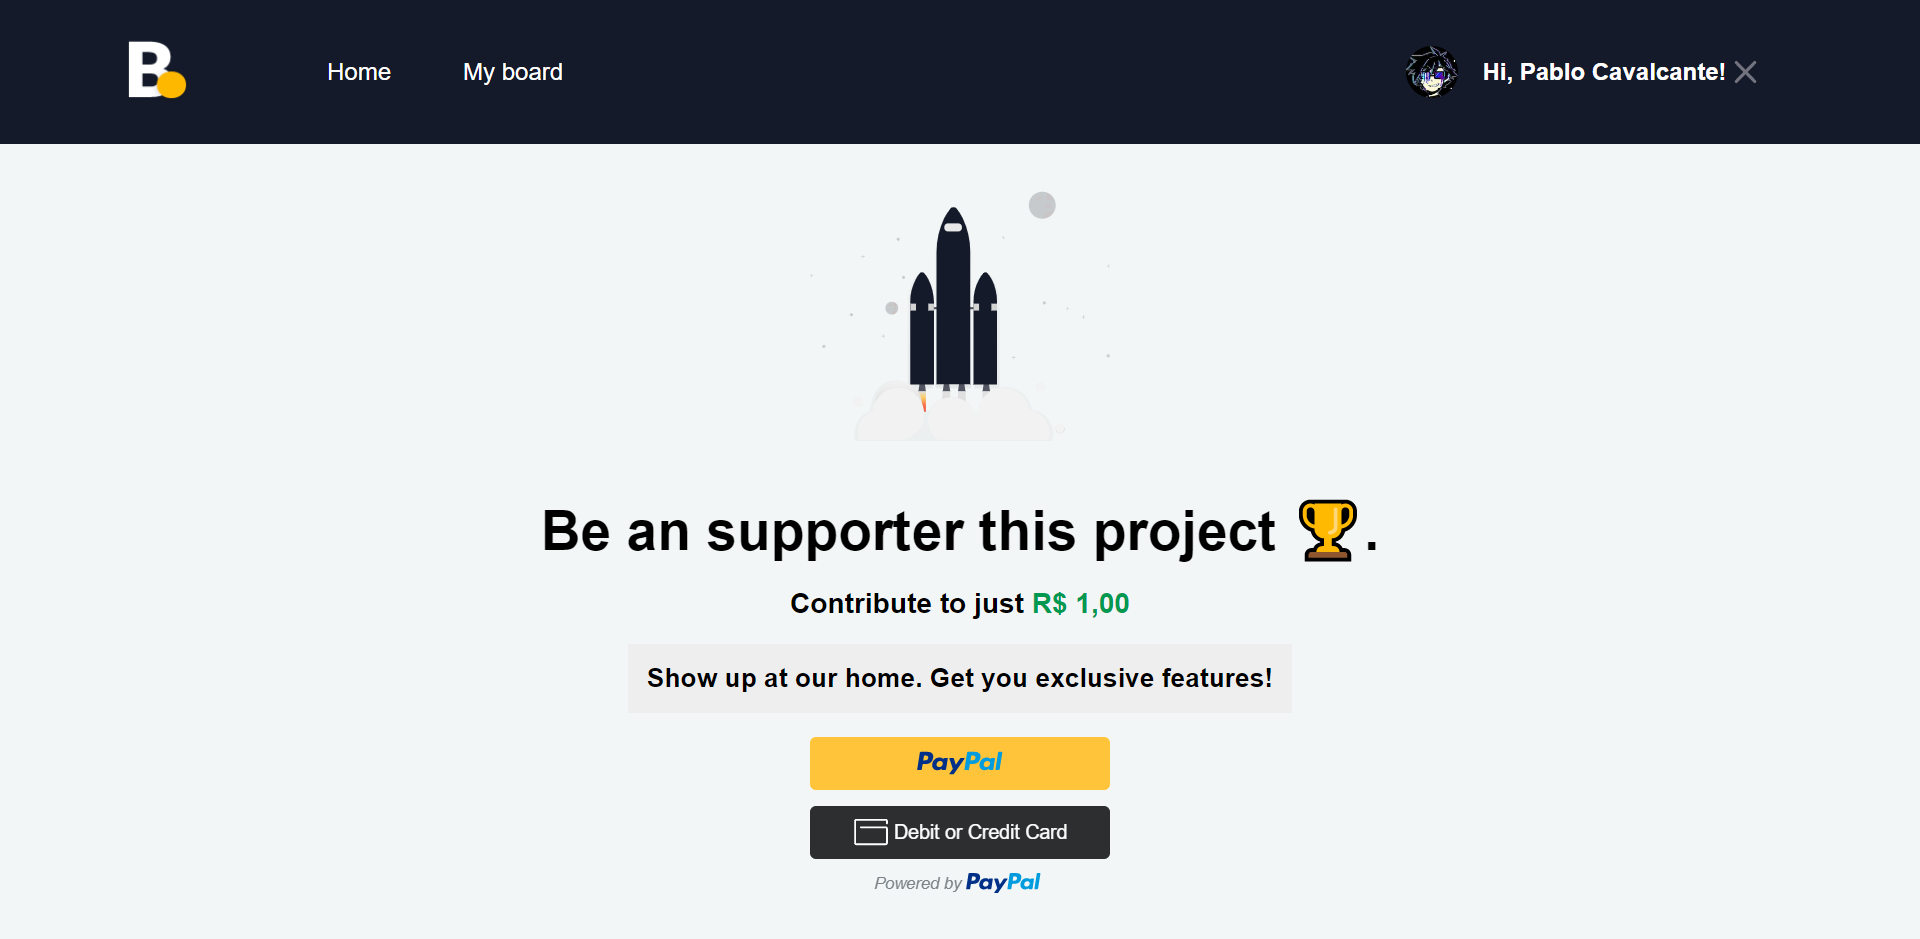 B
Home
My board
Hi, Pablo Cavalcante!
Be an supporter this project 🏆.
Contribute to just R$ 1,00
Show up at our home. Get you exclusive features!
PayPal
Debit or Credit Card
Powered by PayPal